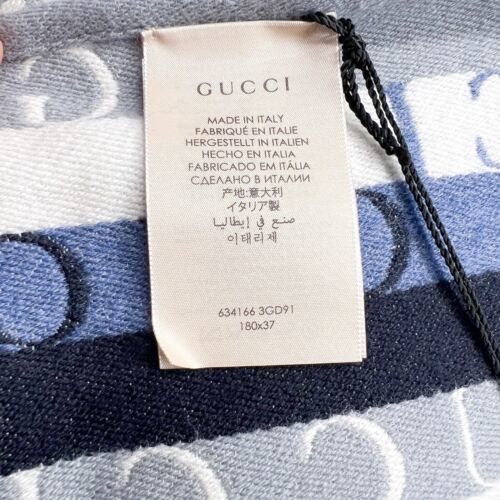 GUCCI
MADE IN ITALY
FABRIQUÉ EN ITALIE
HERGESTELLT IN ITALIEN
HECHO EN ITALIA
FABRICADO EM ITÁLIA
СДЕЛАНО В ИТАЛИИ
产地:意大利
イタリア製
صنع في إيطاليا
이태리제
634166 3GD91
180x37